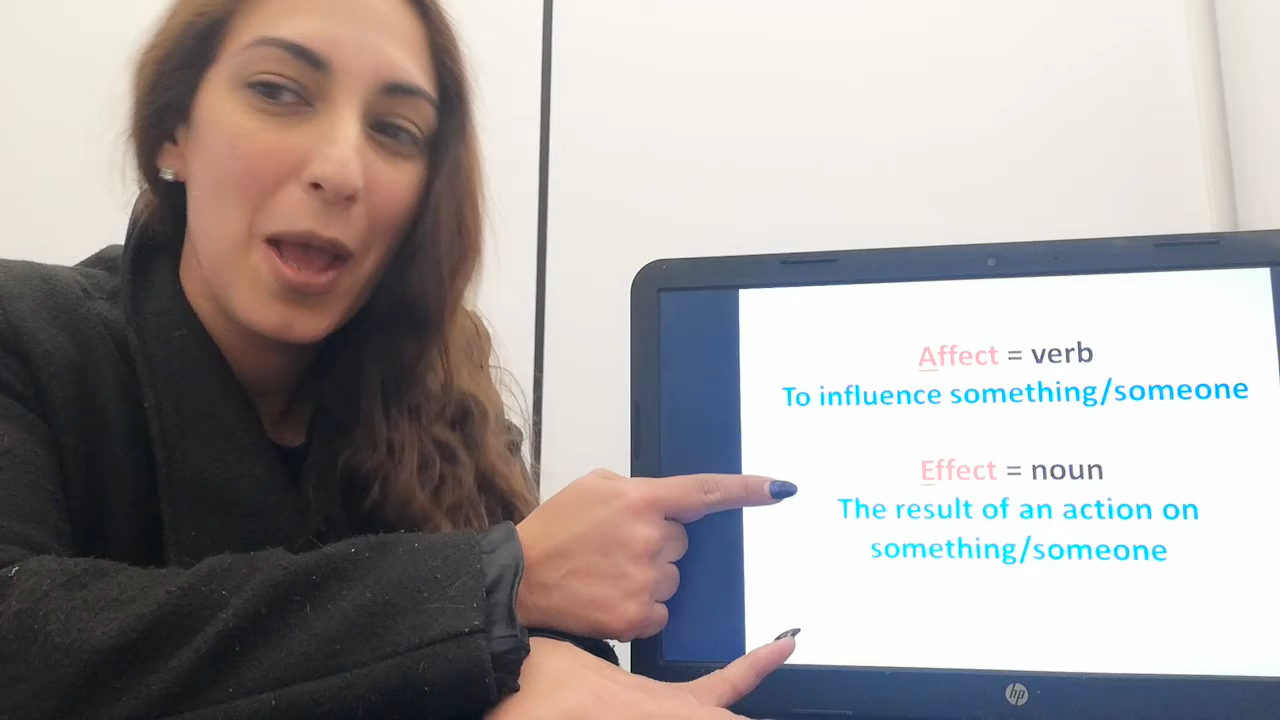 Affect = verb
To influence something/someone
Effect = noun
The result of an action on
something/someone
hp